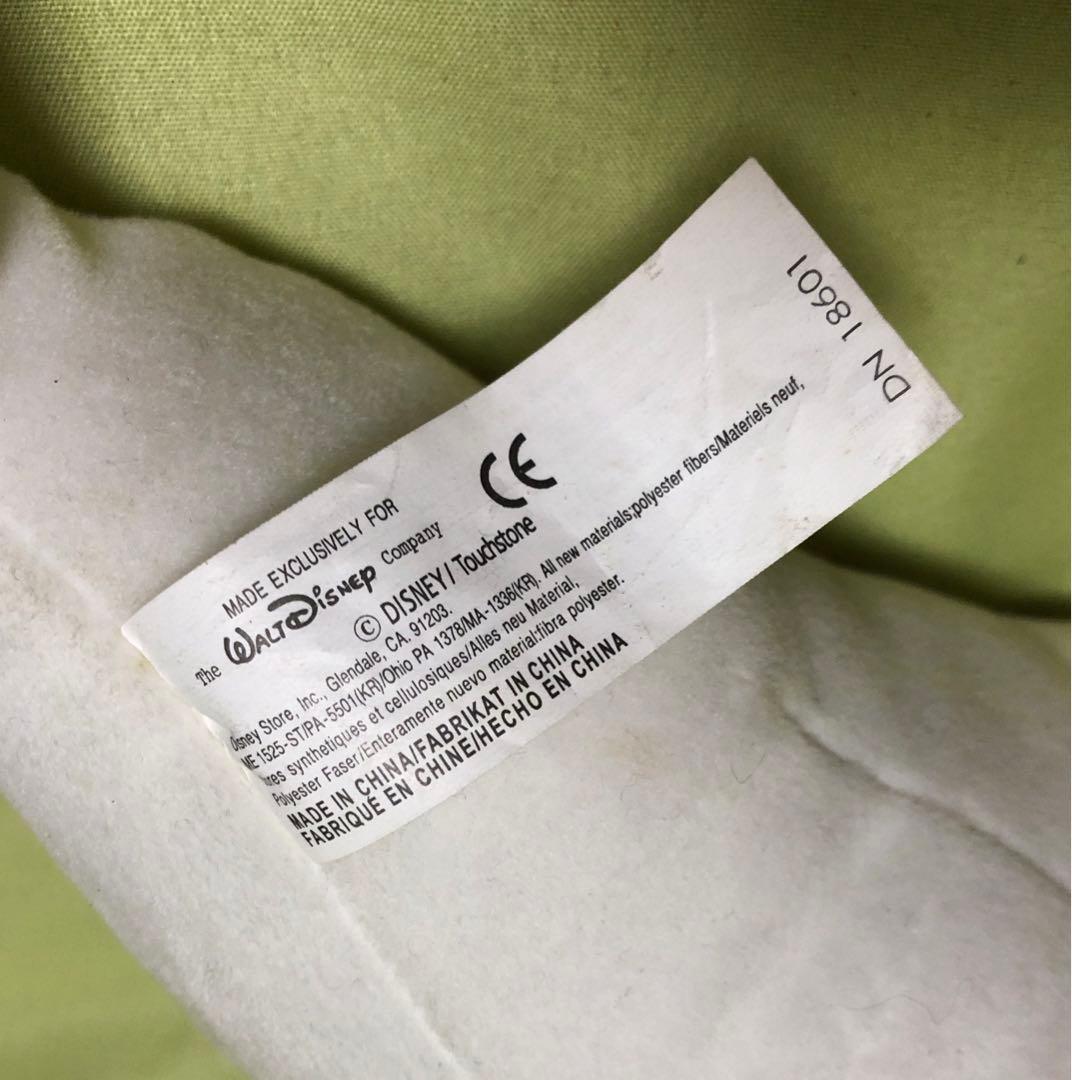 MADE EXCLUSIVELY FOR
The WALT DISNEY Company
CE
© DISNEY/Touchstone
Disney Store, Inc., Glendale, CA. 91203.
ME 1525-ST/PA-5501(KR)/Ohio PA 1378/MA-1336(KR). All new materials:polyester fibers/Materiels neuf,
synthetiques et cellulosiques/Alles neu Material,
Polyester Faser/Enteramente nuevo material:fibra polyester.
MADE IN CHINA/FABRIKAT IN CHINA
FABRIQUÉ EN CHINE/HECHO EN CHINA
DN 18601